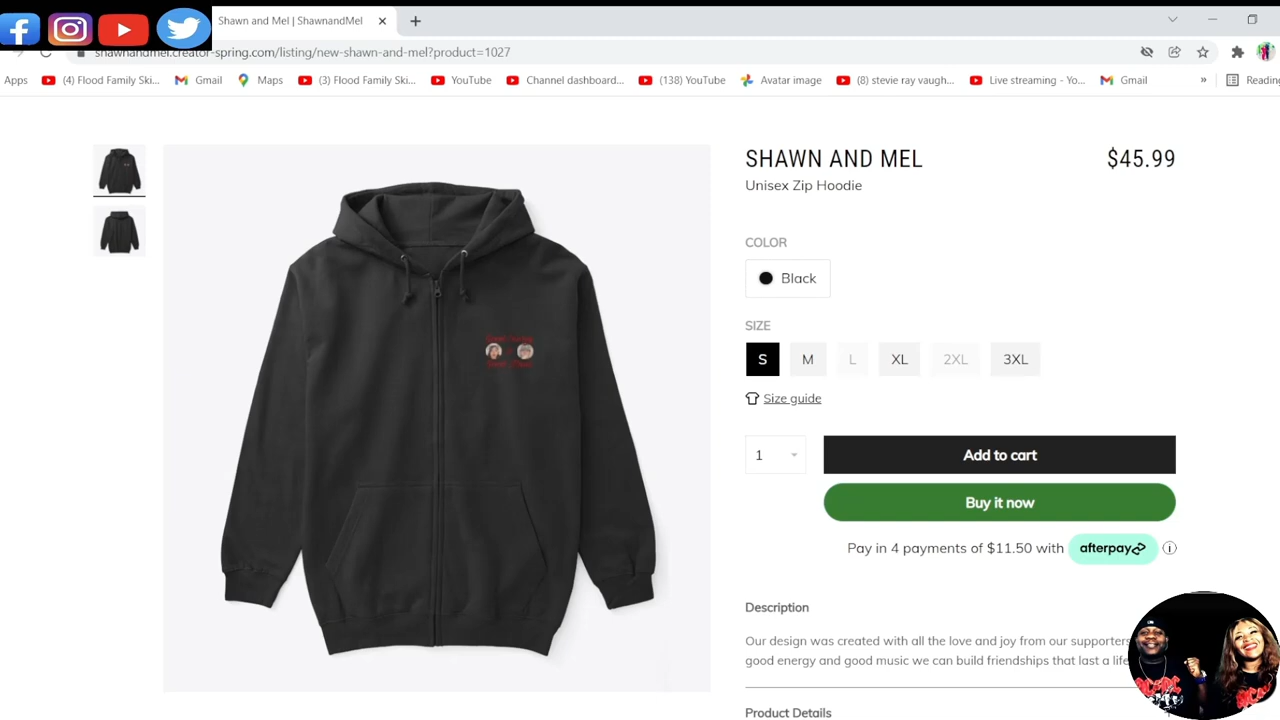 Shawn and Mel | ShawnandMel
shawnandmel.creator-spring.com/listing/new-shawn-and-mel?product=1027
Apps (4) Flood Family Ski... Gmail Maps (3) Flood Family Ski... YouTube Channel dashboard... (138) YouTube Avatar image (8) stevie ray vaugh... Live streaming - Yo... Gmail » Reading
SHAWN AND MEL $45.99
Unisex Zip Hoodie
COLOR
Black
SIZE
S M L XL 2XL 3XL
Size guide
1 Add to cart
Buy it now
Pay in 4 payments of $11.50 with afterpay
Description
Our design was created with all the love and joy from our supporters
good energy and good music we can build friendships that last a life
Product Details